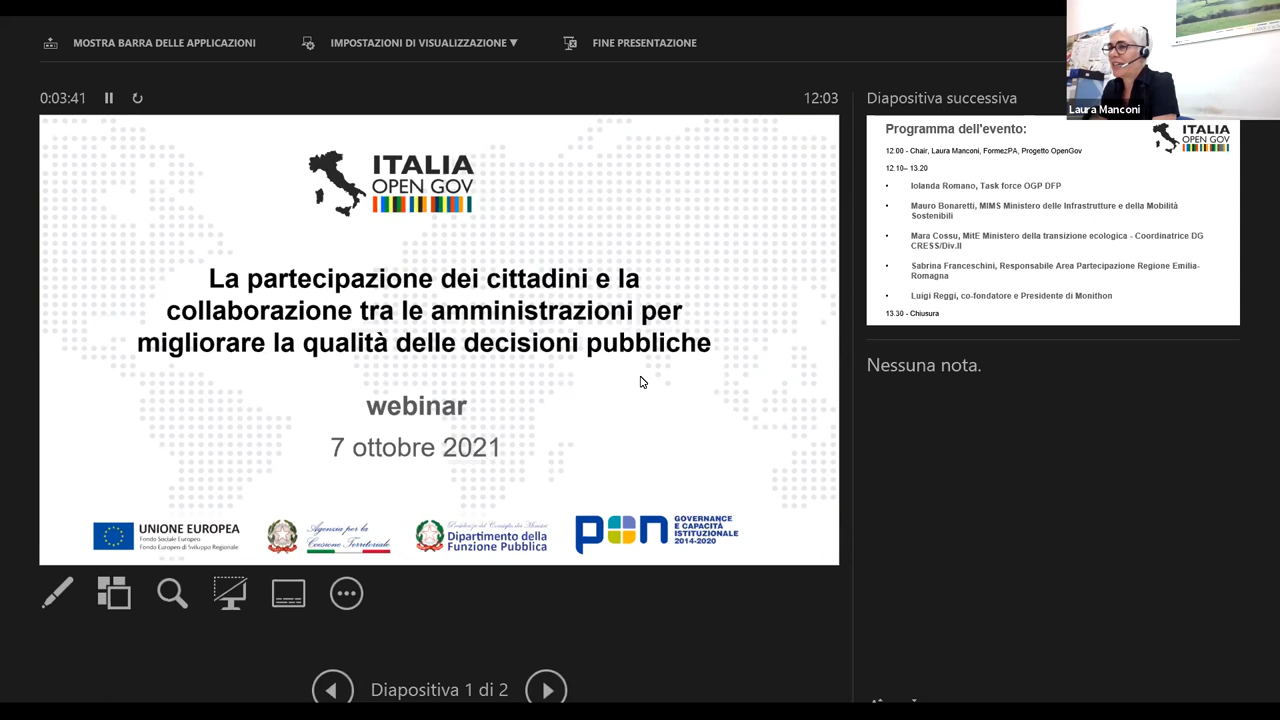 MOSTRA BARRA DELLE APPLICAZIONI
IMPOSTAZIONI DI VISUALIZZAZIONE ▼
FINE PRESENTAZIONE
Laura Manconi
0:03:41
12:03
ITALIA
OPEN GOV
La partecipazione dei cittadini e la
collaborazione tra le amministrazioni per
migliorare la qualità delle decisioni pubbliche
webinar
7 ottobre 2021
UNIONE EUROPEA
Fondo Sociale Europeo
Fondo Europeo di Sviluppo Regionale
Agenzia per la
Coesione Territoriale
Presidenza del Consiglio dei Ministri
Dipartimento della
Funzione Pubblica
pon
GOVERNANCE
E CAPACITÀ
ISTITUZIONALE
2014-2020
Diapositiva 1 di 2
Diapositiva successiva
Programma dell'evento:
ITALIA
OPEN GOV
12.00 - Chair, Laura Manconi, FormezPA, Progetto OpenGov
12.10– 13.20
• Iolanda Romano, Task force OGP DFP
• Mauro Bonaretti, MIMS Ministero delle Infrastrutture e della Mobilità
Sostenibili
• Mara Cossu, MitE Ministero della transizione ecologica - Coordinatrice DG
CRESS/Div.II
• Sabrina Franceschini, Responsabile Area Partecipazione Regione Emilia-
Romagna
• Luigi Reggi, co-fondatore e Presidente di Monithon
13.30 - Chiusura
Nessuna nota.